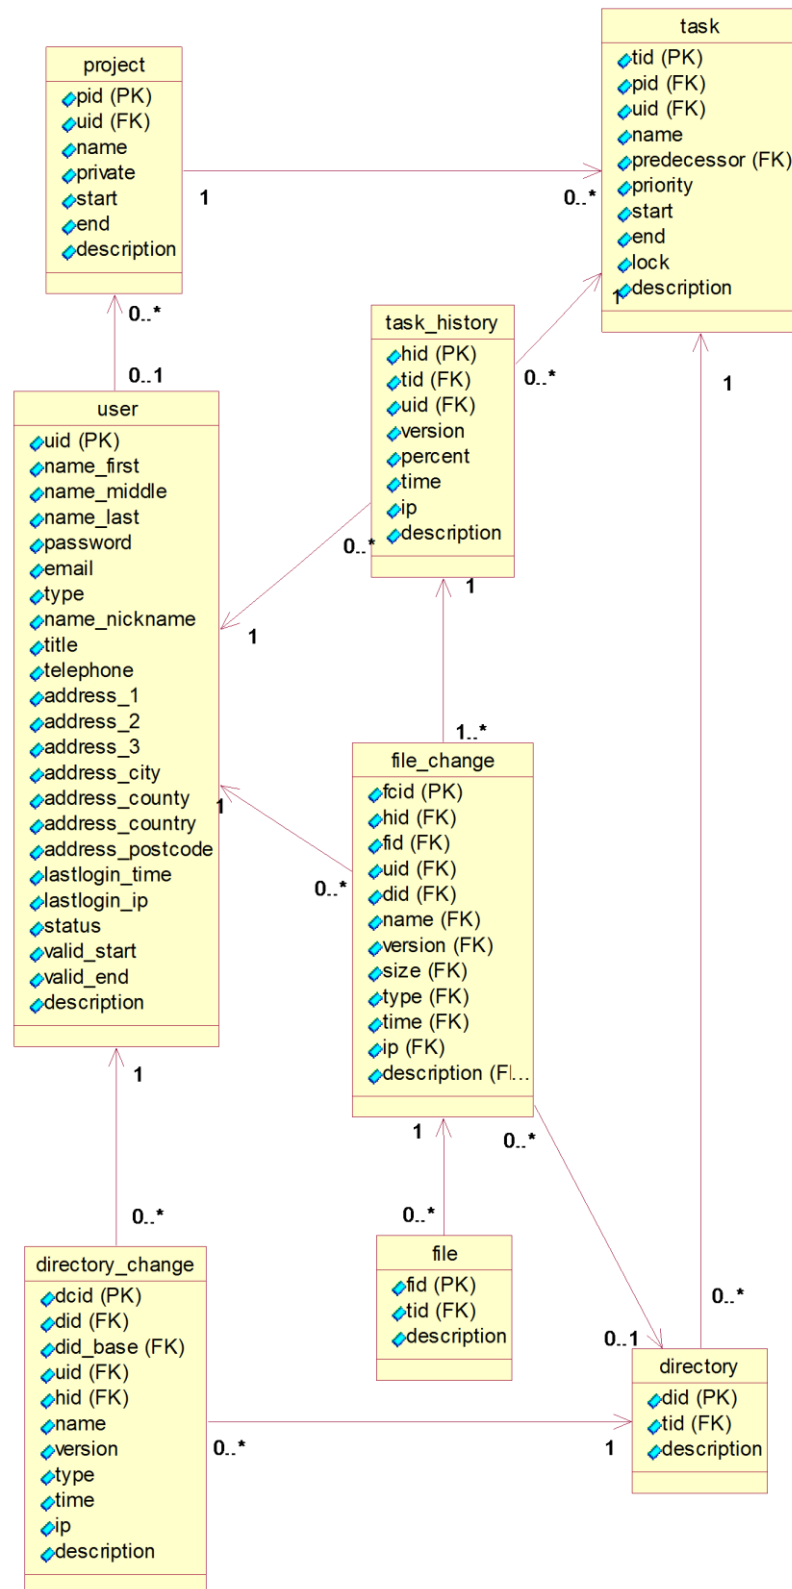 project
pid (PK)
uid (FK)
name
private
start
end
description
task
tid (PK)
pid (FK)
uid (FK)
name
predecessor (FK)
priority
start
end
lock
description
1
0..*
1
0..*
0..1
task_history
hid (PK)
tid (FK)
uid (FK)
version
percent
time
ip
description
0..*
1
user
uid (PK)
name_first
name_middle
name_last
password
email
type
name_nickname
title
telephone
address_1
address_2
address_3
address_city
address_county
address_country
address_postcode
lastlogin_time
lastlogin_ip
status
valid_start
valid_end
description
0..*
1
1
1..*
file_change
fcid (PK)
hid (FK)
fid (FK)
uid (FK)
did (FK)
name (FK)
version (FK)
size (FK)
type (FK)
time (FK)
ip (FK)
description (F...
1
0..*
1
0..*
1
0..*
0..*
file
fid (PK)
tid (FK)
description
directory_change
dcid (PK)
did (FK)
did_base (FK)
uid (FK)
hid (FK)
name
version
type
time
ip
description
0..*
0..1
directory
did (PK)
tid (FK)
description
0..*
1